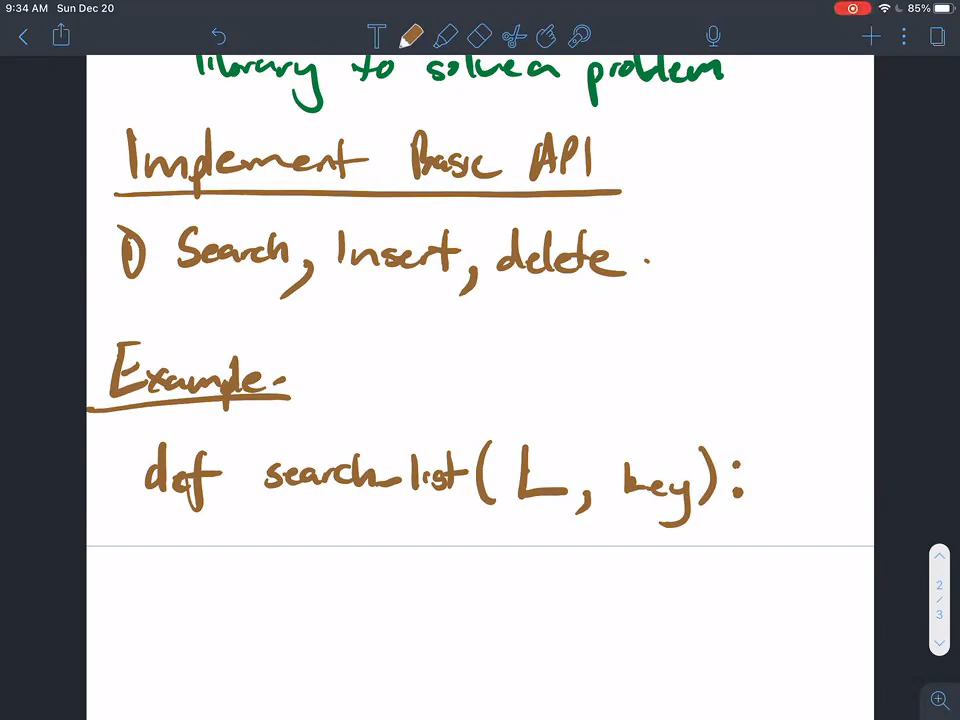 9:34 AM Sun Dec 20
85%
library to solve a problem
Implement Basic API
1) Search, Insert, delete.
Example-
def search_list(L, key):
2
/
3